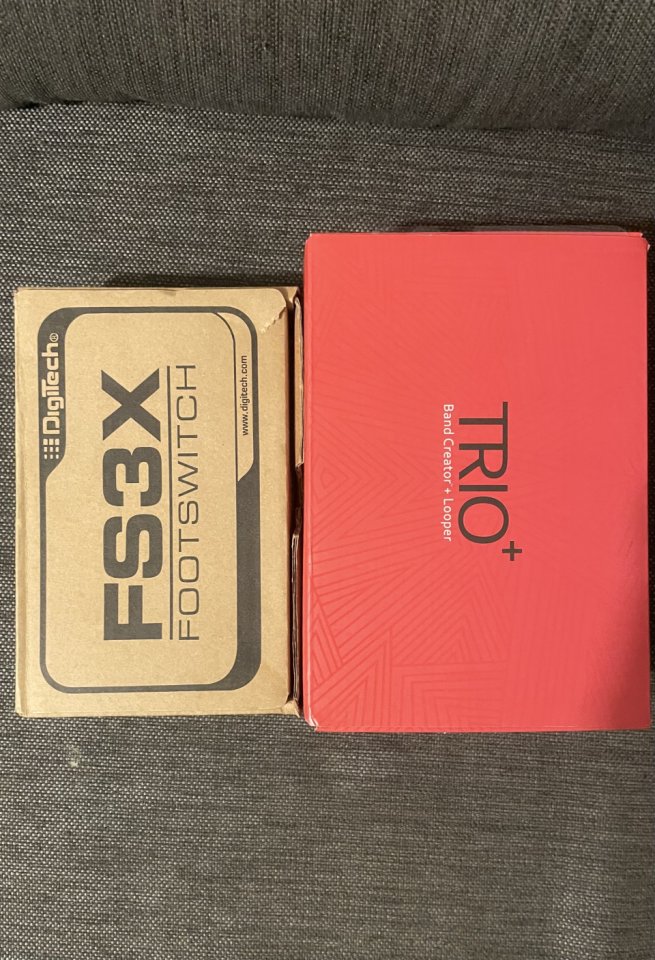 DigiTech®
FS3X
FOOTSWITCH
www.digitech.com
TRIO+
Band Creator + Looper